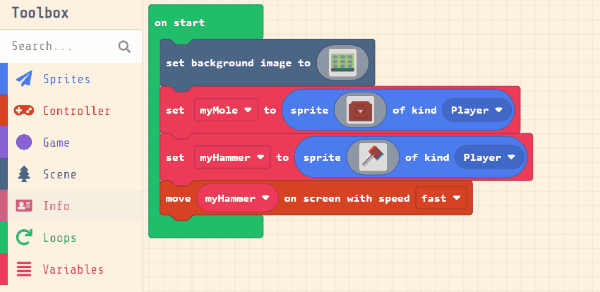 Toolbox
Search...
Sprites
Controller
Game
Scene
Info
Loops
Variables
on start
set background image to
set myMole to sprite of kind Player
set myHammer to sprite of kind Player
move myHammer on screen with speed fast